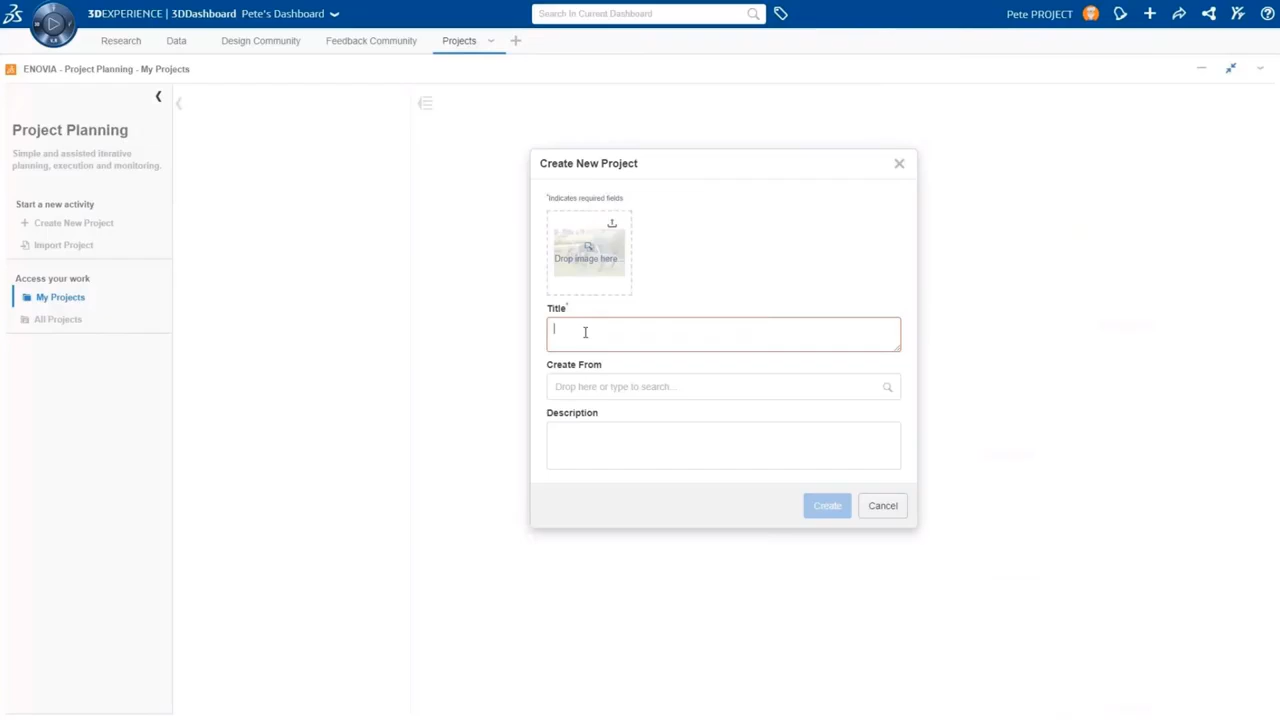 3DEXPERIENCE | 3DDashboard Pete's Dashboard
Search In Current Dashboard
Pete PROJECT
Research
Data
Design Community
Feedback Community
Projects
ENOVIA - Project Planning - My Projects
Project Planning
Simple and assisted iterative
planning, execution and monitoring.
Start a new activity
Create New Project
Import Project
Access your work
My Projects
All Projects
Create New Project
*Indicates required fields
Drop image here...
Title*
Create From
Drop here or type to search...
Description
Create
Cancel